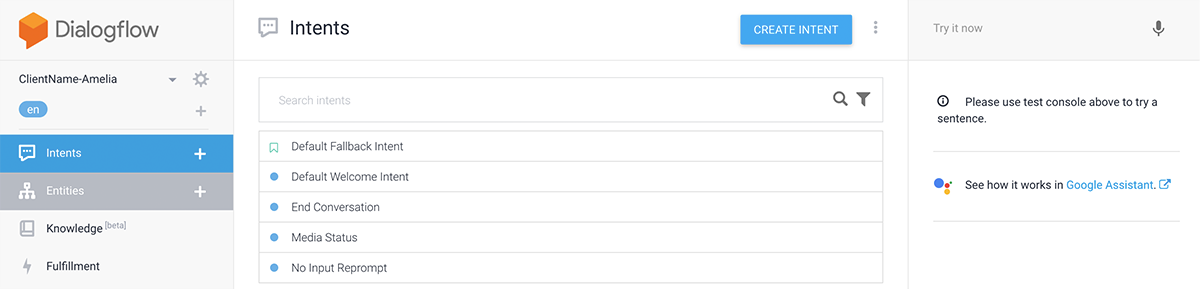 Dialogflow
ClientName-Amelia
en
Intents
Entities
Knowledge [beta]
Fulfillment
Intents
CREATE INTENT
Search intents
Default Fallback Intent
Default Welcome Intent
End Conversation
Media Status
No Input Reprompt
Try it now
Please use test console above to try a
sentence.
See how it works in Google Assistant.